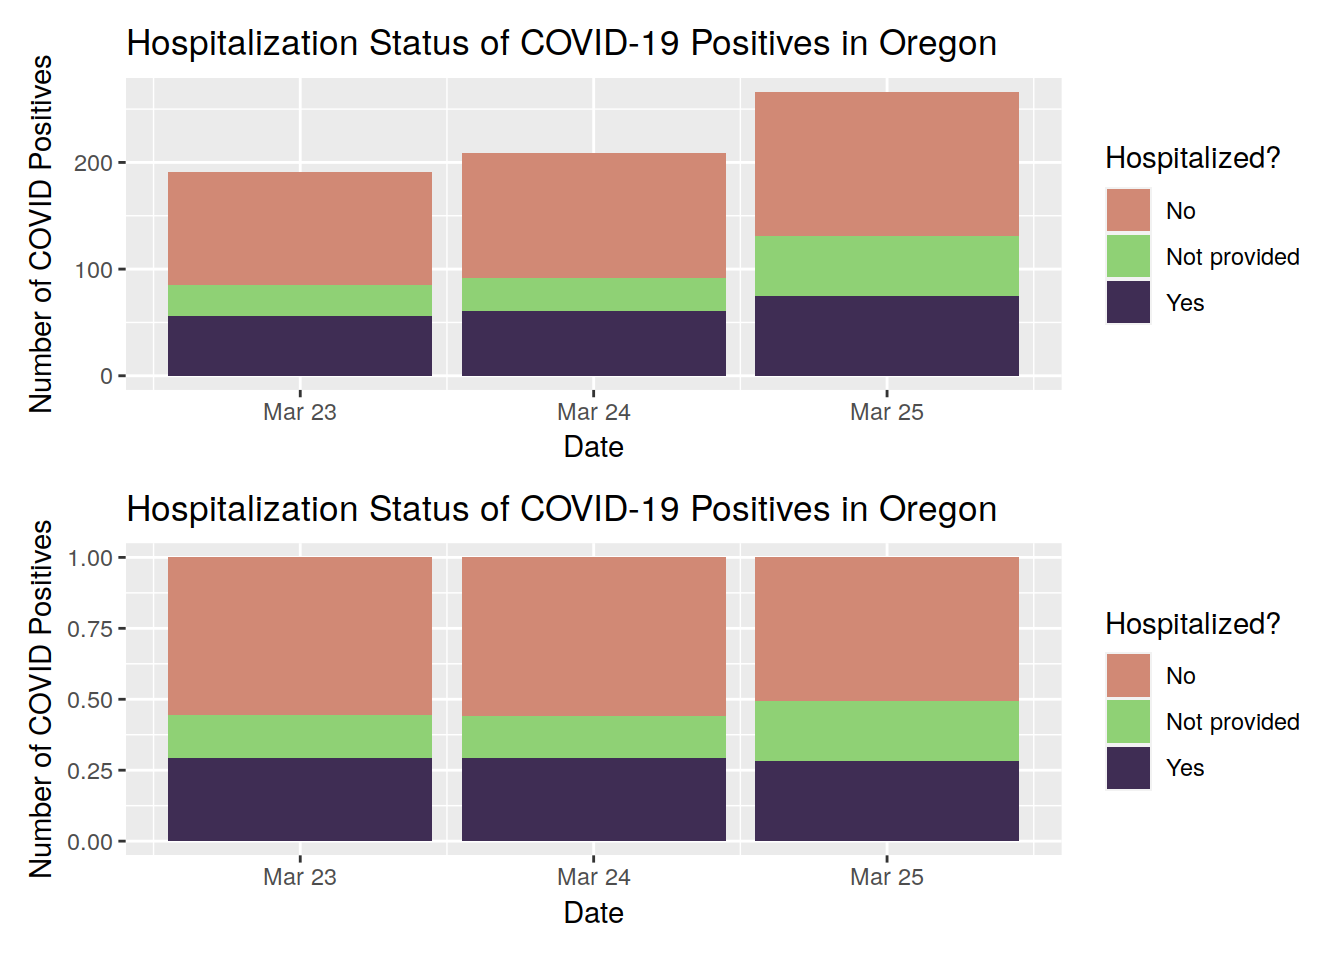 Hospitalization Status of COVID-19 Positives in Oregon
Number of COVID Positives
200
100
0
Mar 23
Mar 24
Mar 25
Date
Hospitalized?
No
Not provided
Yes
Hospitalization Status of COVID-19 Positives in Oregon
Number of COVID Positives
1.00
0.75
0.50
0.25
0.00
Mar 23
Mar 24
Mar 25
Date
Hospitalized?
No
Not provided
Yes